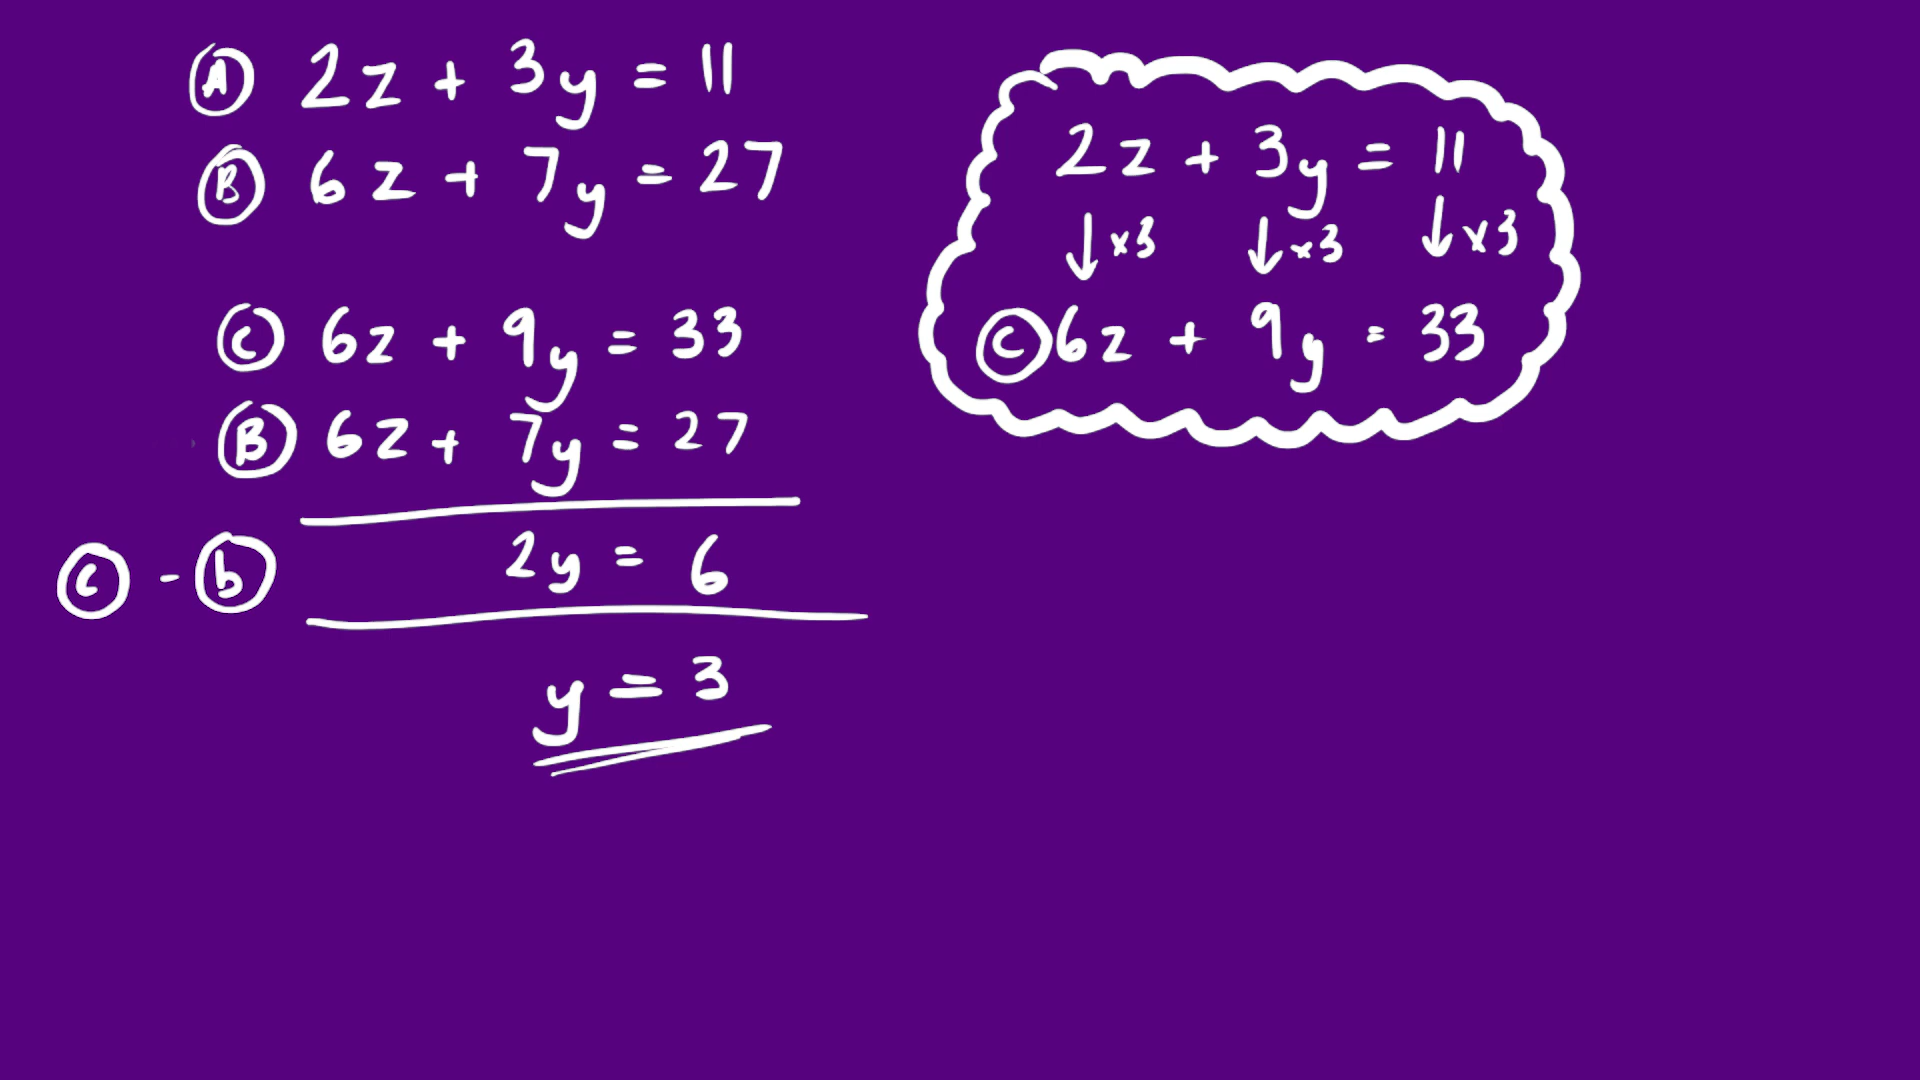 Ⓐ 2z + 3y = 11
Ⓑ 6z + 7y = 27
Ⓒ 6z + 9y = 33
Ⓑ 6z + 7y = 27
Ⓒ - ⓑ 2y = 6
y = 3
2z + 3y = 11
↓×3 ↓×3 ↓×3
Ⓒ 6z + 9y = 33